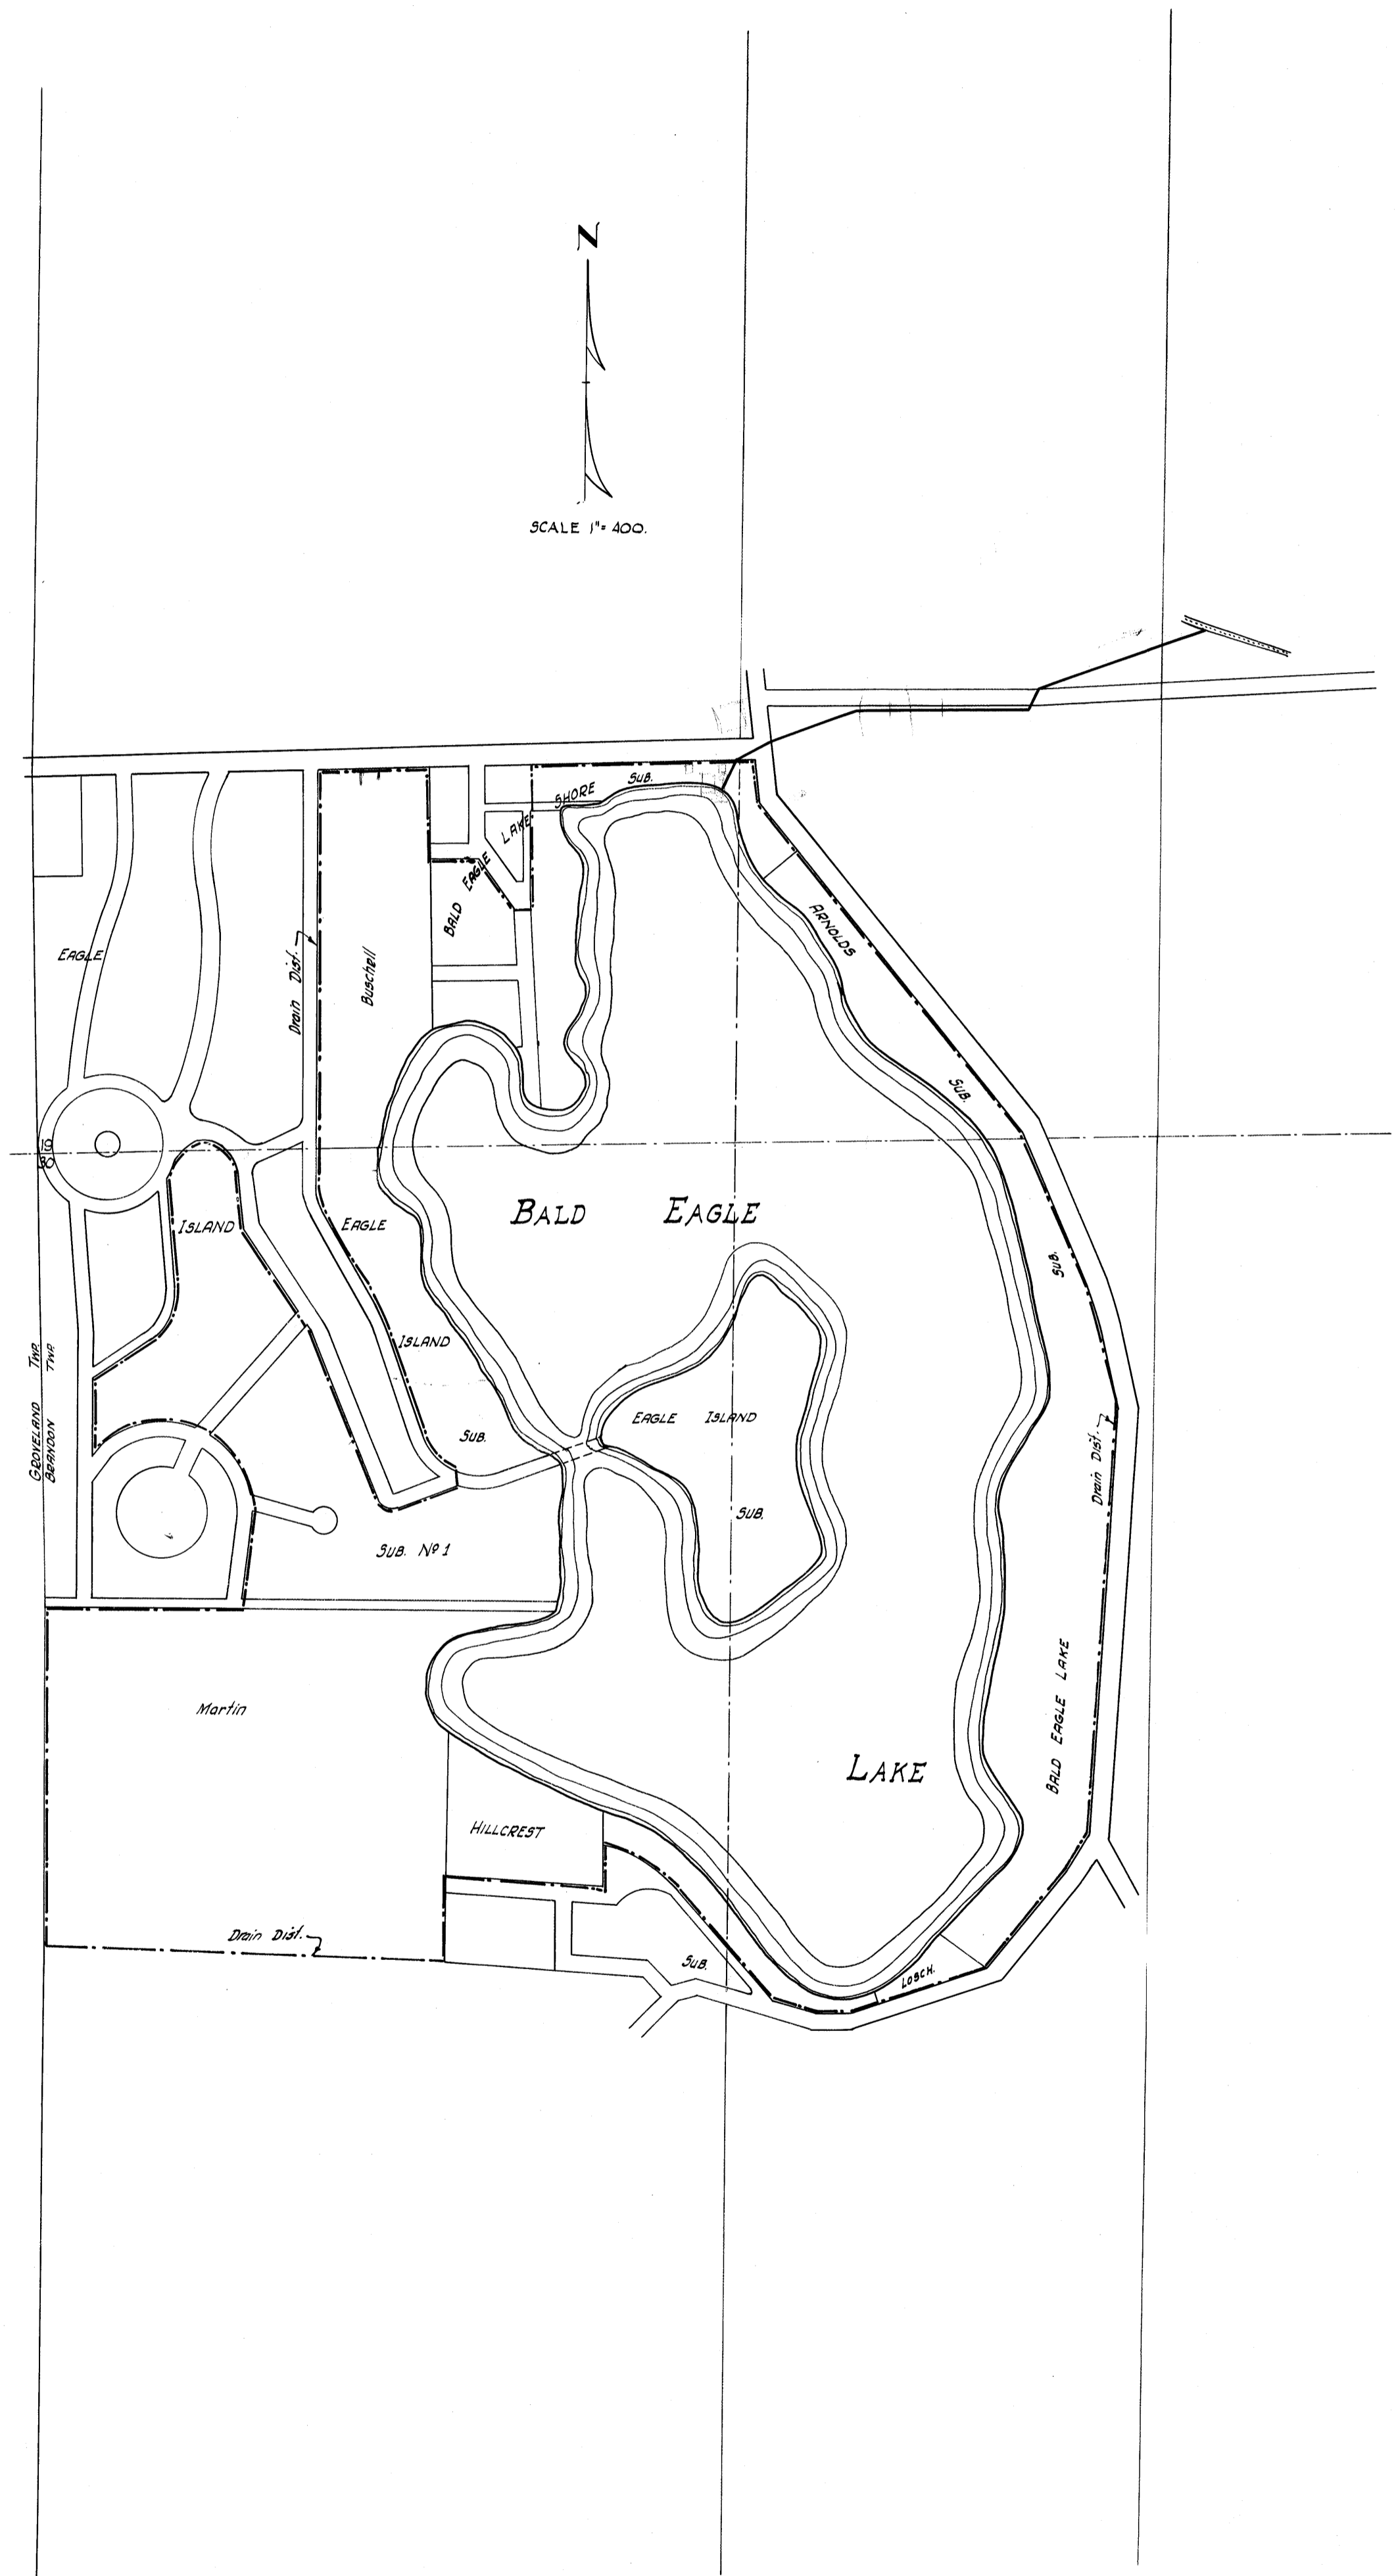 N
SCALE 1"= 400.
SHORE SUB.
BALD EAGLE LAKE
ARNOLDS
SUB.
EAGLE
Drain Dist.
Buschell
19
30
ISLAND
EAGLE
ISLAND
SUB.
BALD EAGLE
LAKE
SUB.
GROVELAND TWP.
BRANDON TWP.
EAGLE ISLAND
SUB.
Drain Dist.
SUB. Nº 1
BALD EAGLE LAKE
Martin
HILLCREST
SUB.
Drain Dist.
LOSCH.